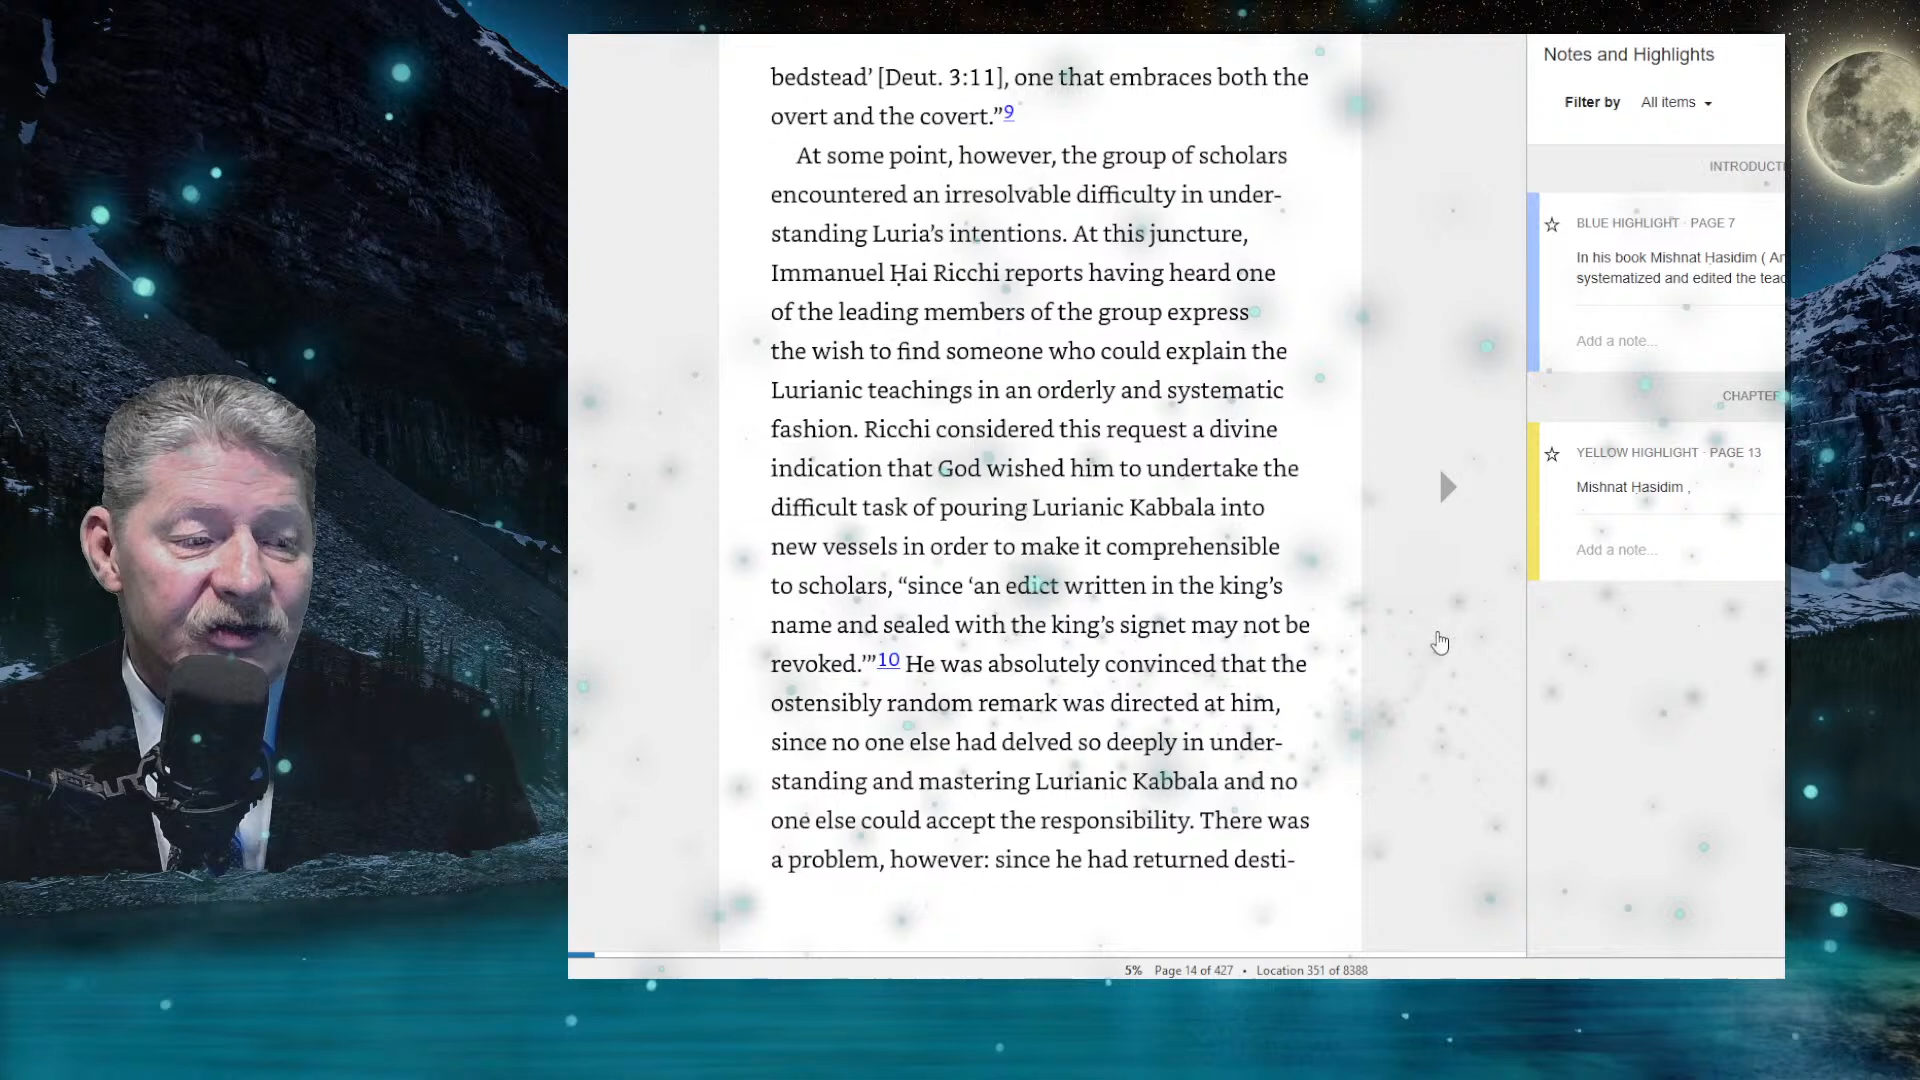 bedstead’ [Deut. 3:11], one that embraces both the
overt and the covert.”9
At some point, however, the group of scholars
encountered an irresolvable difficulty in under-
standing Luria’s intentions. At this juncture,
Immanuel Ḥai Ricchi reports having heard one
of the leading members of the group express
the wish to find someone who could explain the
Lurianic teachings in an orderly and systematic
fashion. Ricchi considered this request a divine
indication that God wished him to undertake the
difficult task of pouring Lurianic Kabbala into
new vessels in order to make it comprehensible
to scholars, “since ‘an edict written in the king’s
name and sealed with the king’s signet may not be
revoked.’”10 He was absolutely convinced that the
ostensibly random remark was directed at him,
since no one else had delved so deeply in under-
standing and mastering Lurianic Kabbala and no
one else could accept the responsibility. There was
a problem, however: since he had returned desti-
5% Page 14 of 427 • Location 351 of 8388
Notes and Highlights
Filter by All items
INTRODUCTI
BLUE HIGHLIGHT · PAGE 7
In his book Mishnat Ḥasidim ( Ar
systematized and edited the teac
Add a note...
CHAPTER
YELLOW HIGHLIGHT · PAGE 13
Mishnat Ḥasidim ,
Add a note...